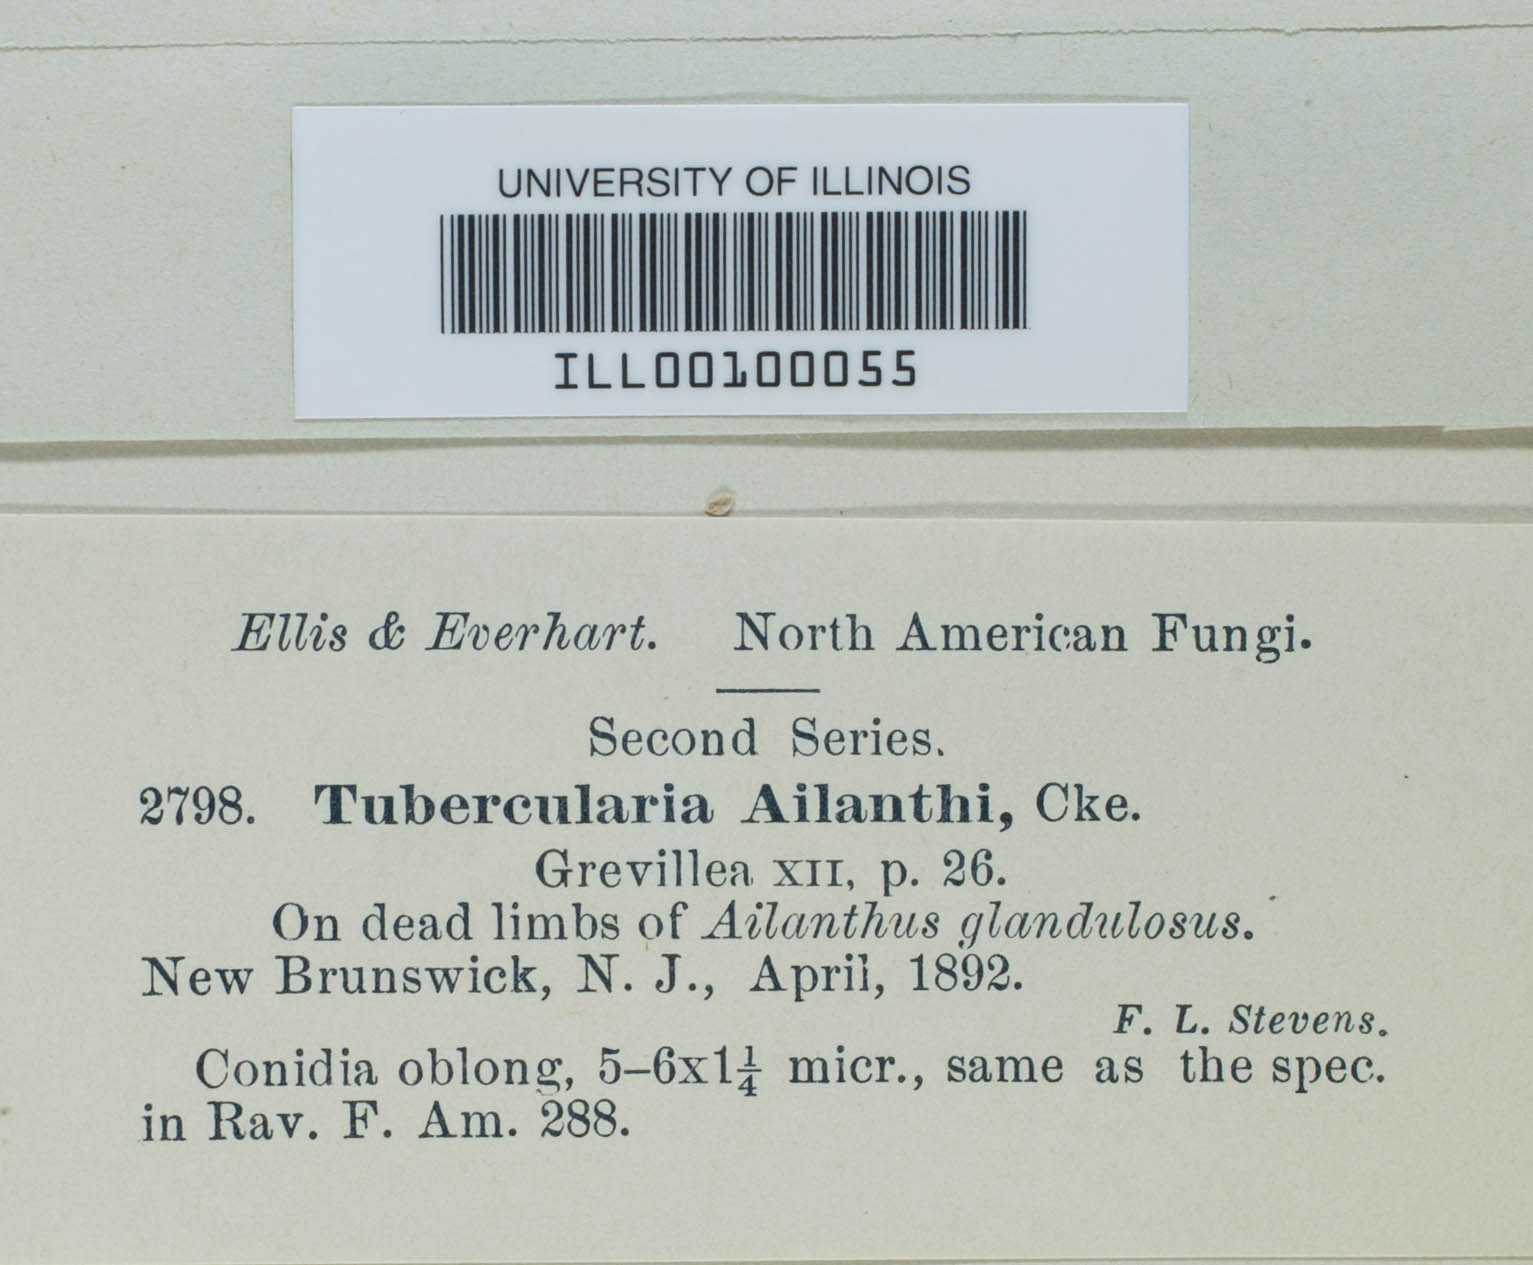 UNIVERSITY OF ILLINOIS
ILL00100055
Ellis & Everhart. North American Fungi.
Second Series.
2798. Tubercularia Ailanthi, Cke.
Grevillea XII, p. 26.
On dead limbs of Ailanthus glandulosus.
New Brunswick, N. J., April, 1892.
F. L. Stevens.
Conidia oblong, 5–6x1¼ micr., same as the spec.
in Rav. F. Am. 288.